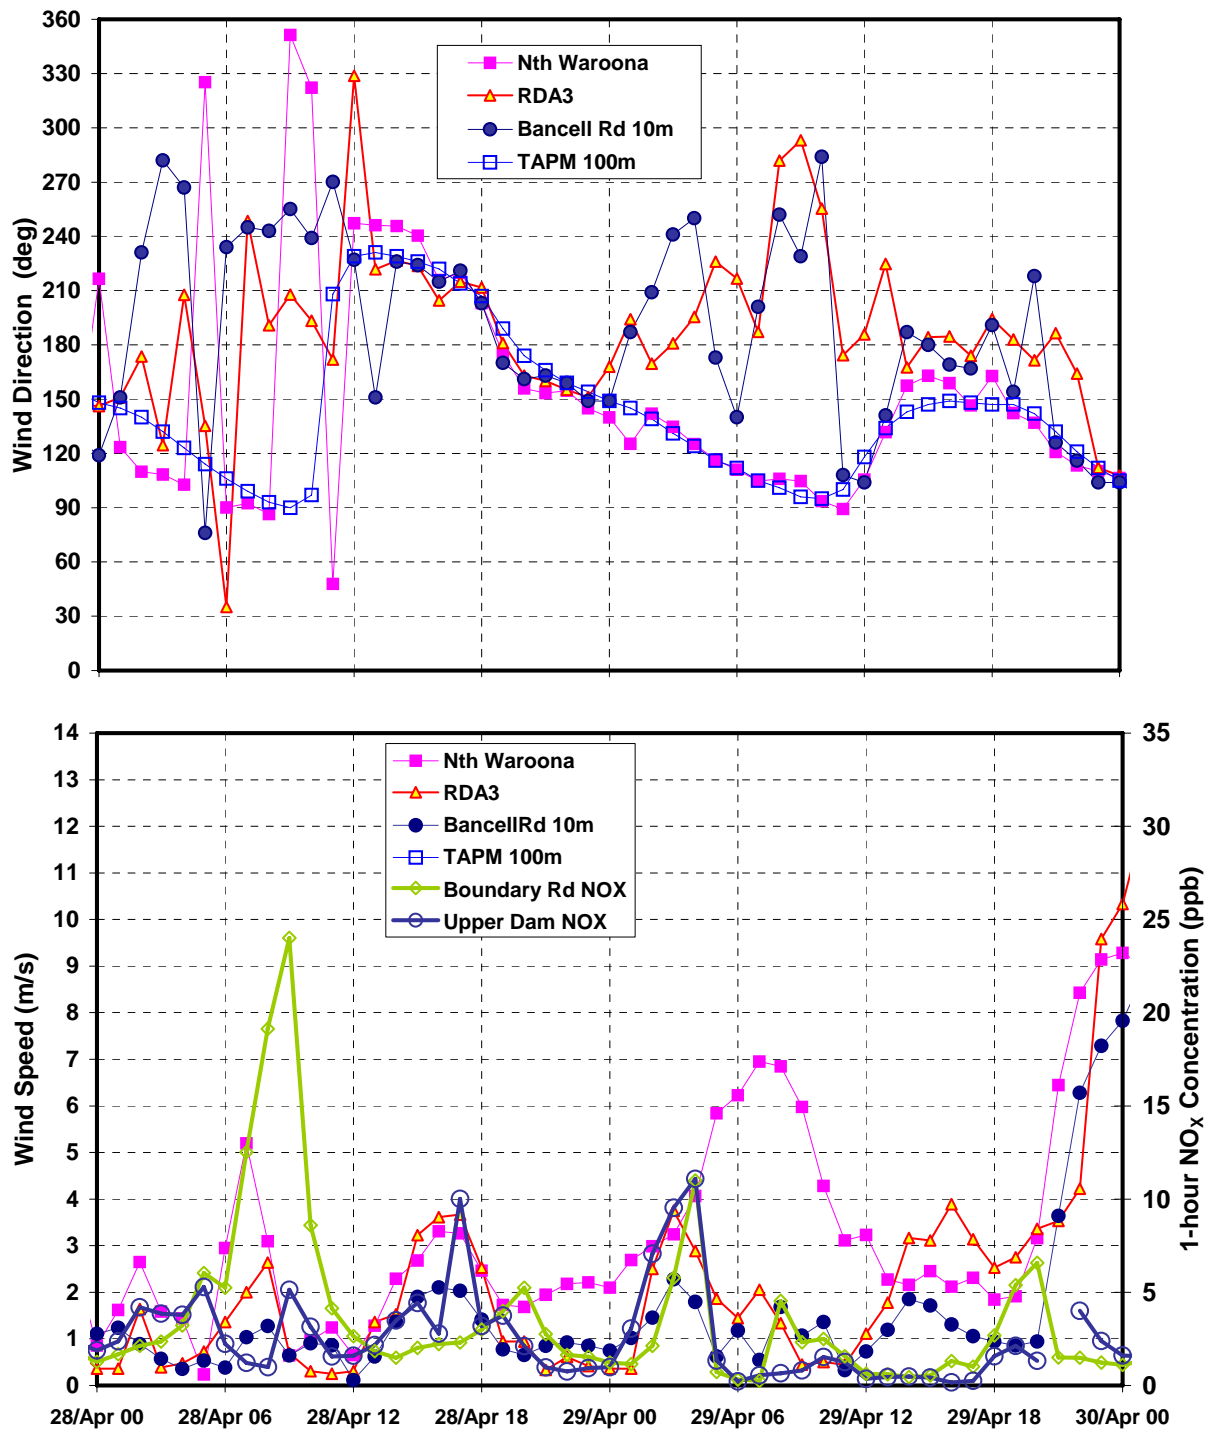 360
330
300
270
240
210
180
150
120
90
60
30
0
Wind Direction (deg)
Nth Waroona
RDA3
Bancell Rd 10m
TAPM 100m
14
13
12
11
10
9
8
7
6
5
4
3
2
1
0
Wind Speed (m/s)
Nth Waroona
RDA3
BancellRd 10m
TAPM 100m
Boundary Rd NOX
Upper Dam NOX
35
30
25
20
15
10
5
0
1-hour NOX Concentration (ppb)
28/Apr 00 28/Apr 06 28/Apr 12 28/Apr 18 29/Apr 00 29/Apr 06 29/Apr 12 29/Apr 18 30/Apr 00